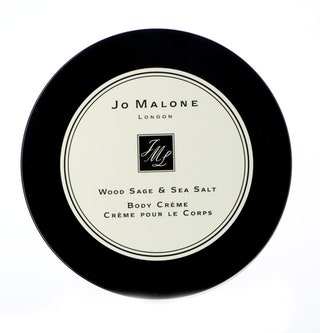 JO MALONE
LONDON
JML
WOOD SAGE & SEA SALT
BODY CRÈME
CRÈME POUR LE CORPS